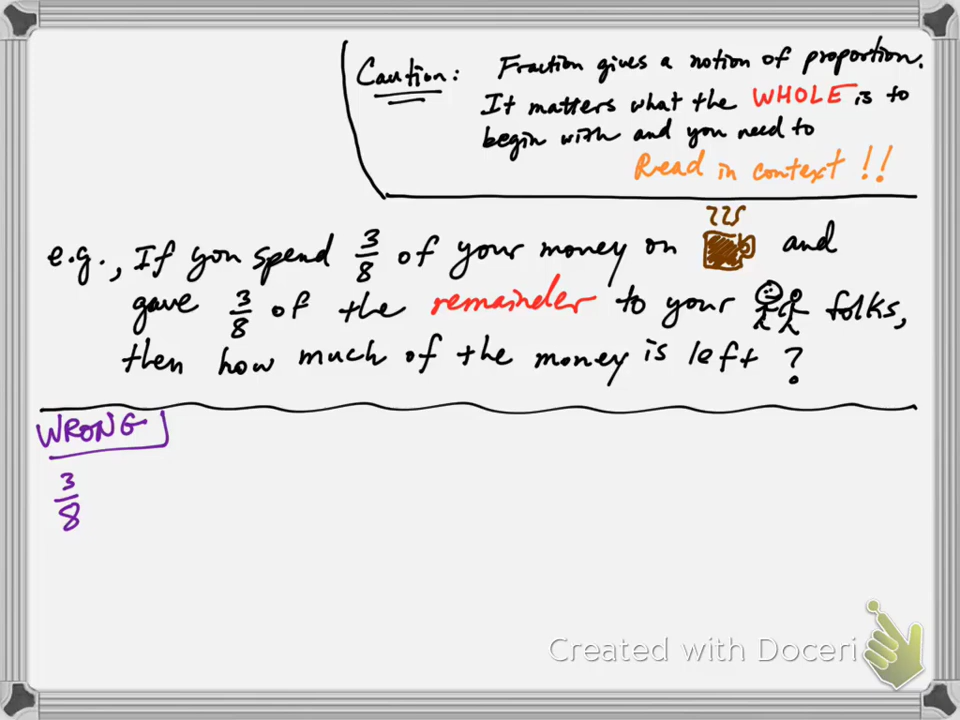 Caution: Fraction gives a notion of proportion.
It matters what the WHOLE is to
begin with and you need to
Read in context !!
e.g., If you spend 3/8 of your money on and
gave 3/8 of the remainder to your folks,
then how much of the money is left ?
WRONG
3/8
Created with Doceri